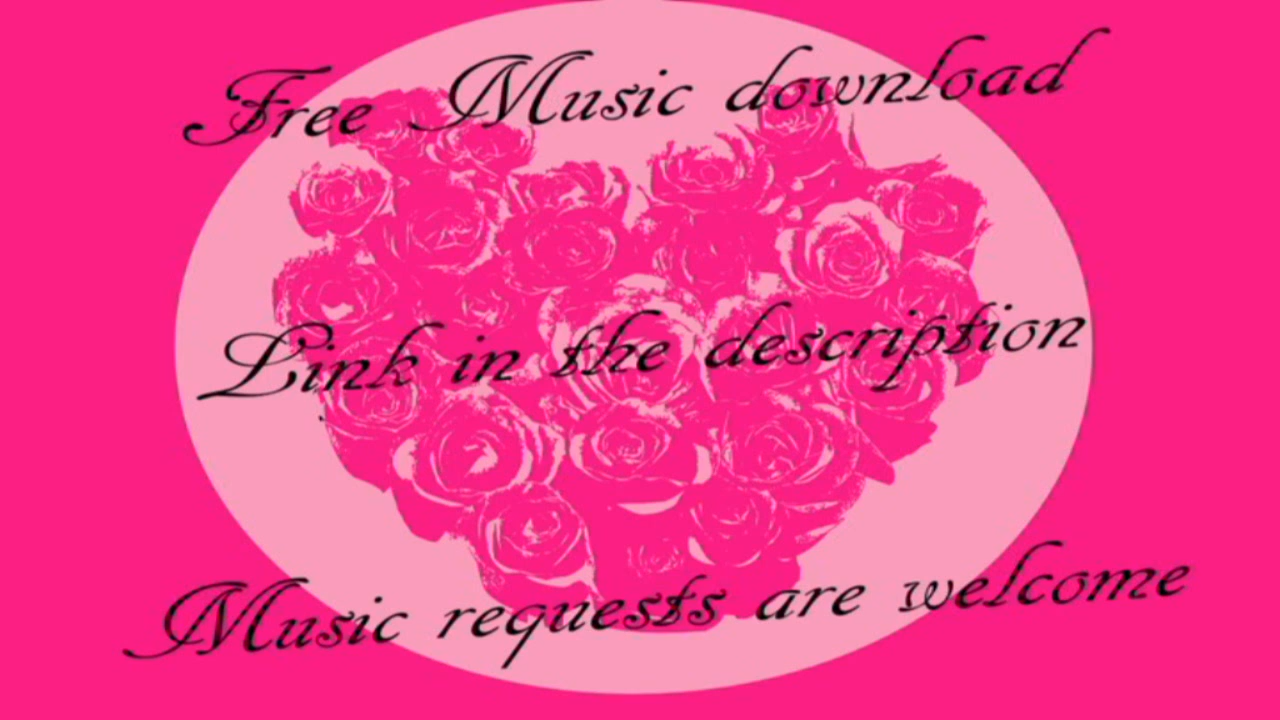 Free Music download
Link in the description
Music requests are welcome